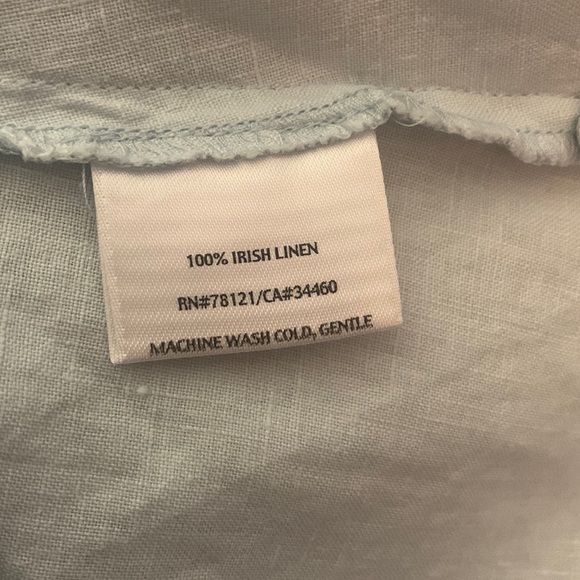 100% IRISH LINEN
RN#78121/CA#34460
MACHINE WASH COLD, GENTLE